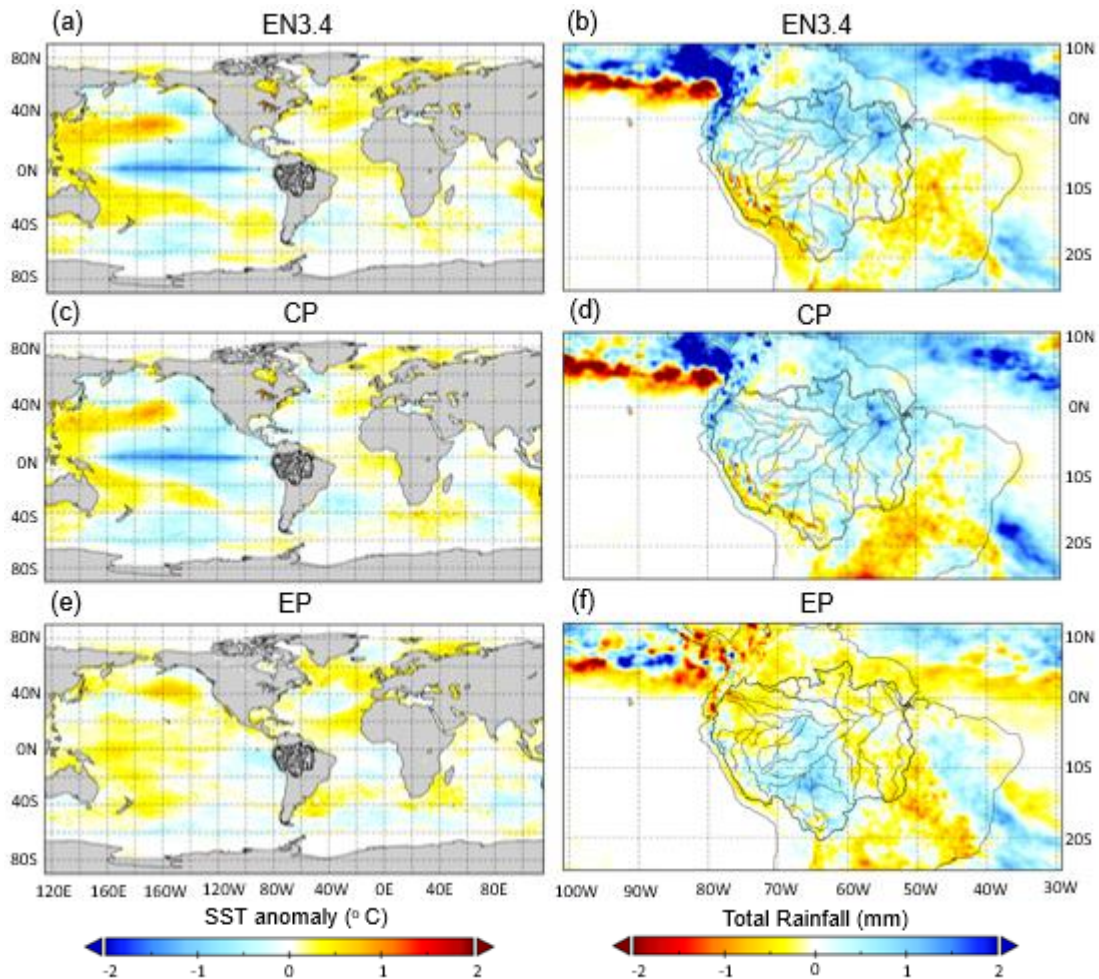 (a) EN3.4
80N
40N
0N
40S
80S
(b) EN3.4
10N
0N
10S
20S
(c) CP
80N
40N
0N
40S
80S
(d) CP
10N
0N
10S
20S
(e) EP
80N
40N
0N
40S
80S
120E 160E 160W 120W 80W 40W 0E 40E 80E
(f) EP
10N
0N
10S
20S
100W 90W 80W 70W 60W 50W 40W 30W
SST anomaly (° C)
-2 -1 0 1 2
Total Rainfall (mm)
-2 -1 0 1 2